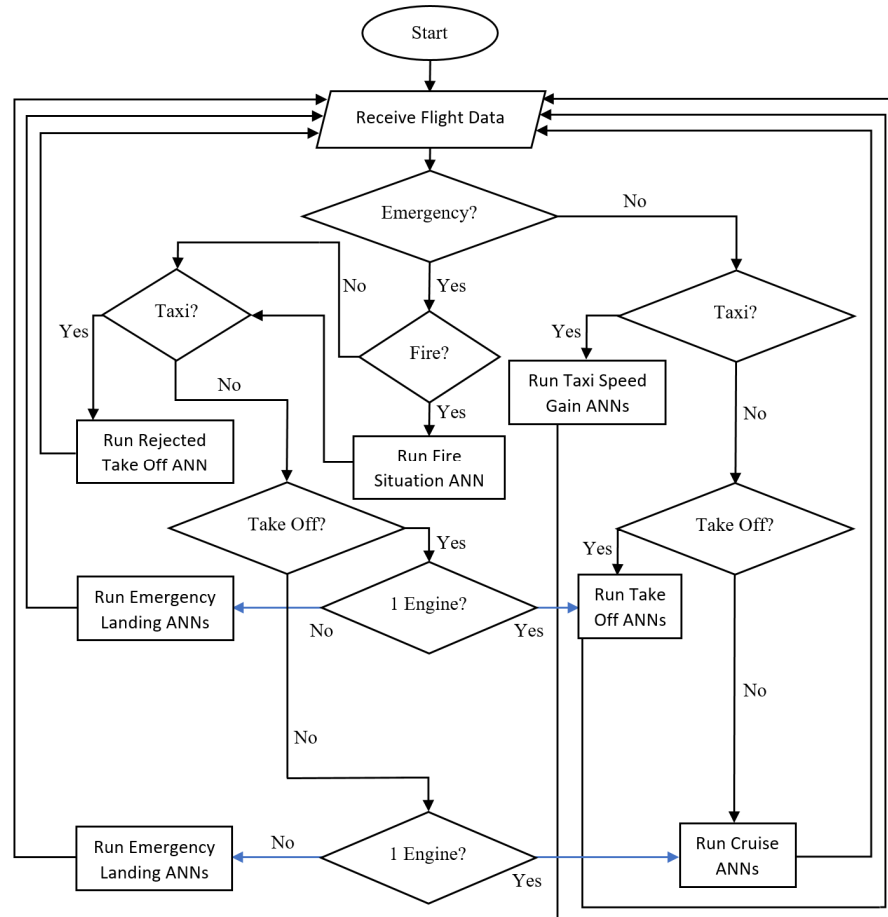 Start
Receive Flight Data
Emergency?
No
Yes
No
Taxi?
Yes
No
Fire?
Yes
Taxi?
Yes
Run Taxi Speed
Gain ANNs
No
Run Rejected
Take Off ANN
Run Fire
Situation ANN
Take Off?
Yes
Take Off?
Yes
Run Emergency
Landing ANNs
No
1 Engine?
Yes
Run Take
Off ANNs
No
No
Run Emergency
Landing ANNs
No
1 Engine?
Yes
Run Cruise
ANNs